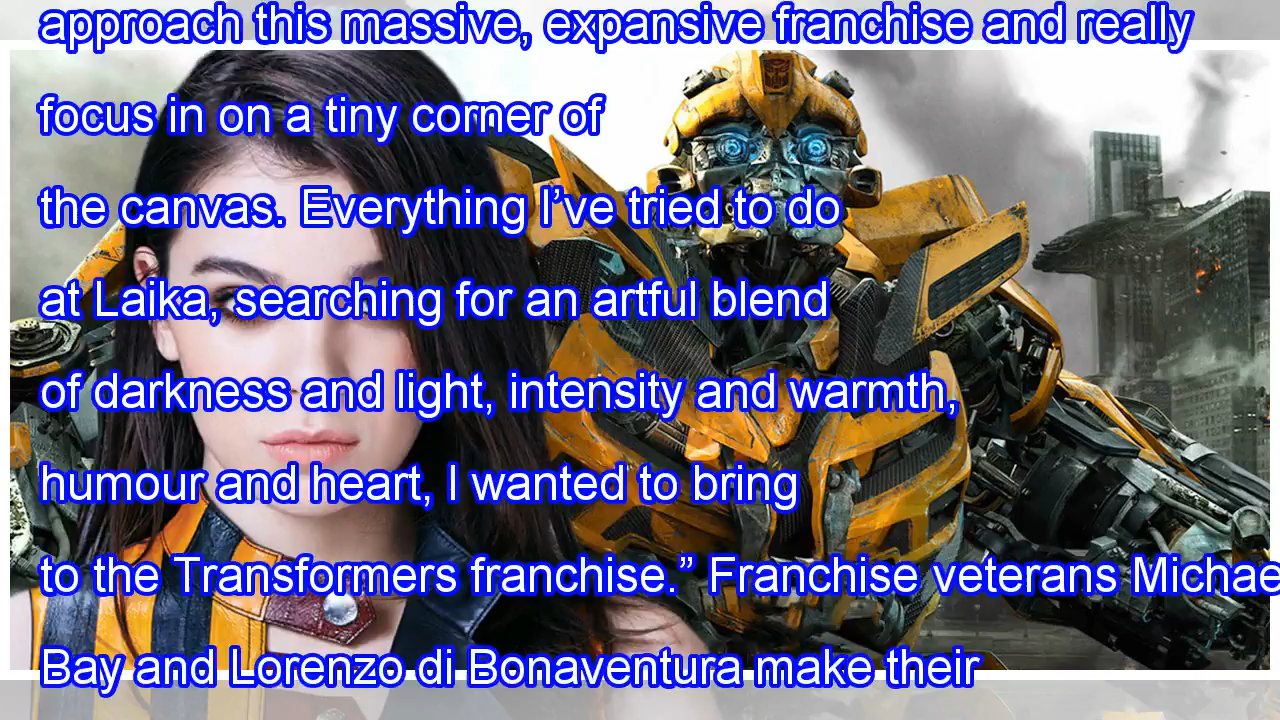 approach this massive, expansive franchise and really
focus in on a tiny corner of
the canvas. Everything I’ve tried to do
at Laika, searching for an artful blend
of darkness and light, intensity and warmth,
humour and heart, I wanted to bring
to the Transformers franchise.” Franchise veterans Michae
Bay and Lorenzo di Bonaventura make their